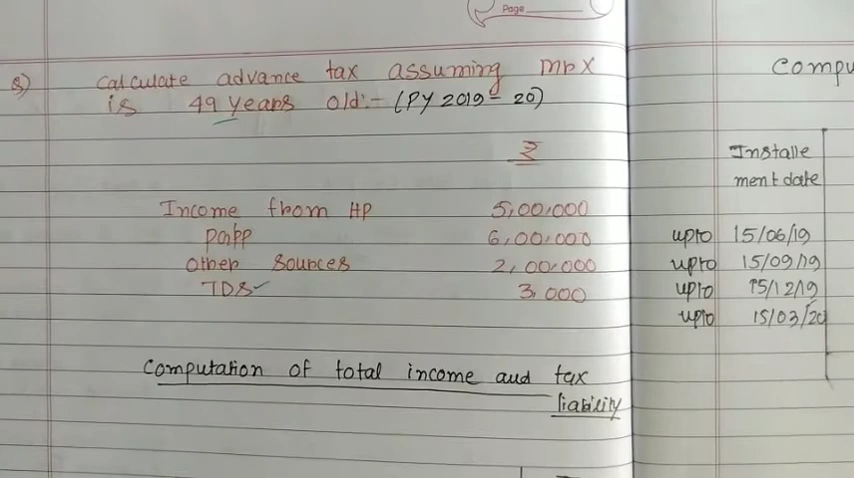 Page
Q) Calculate advance tax assuming Mr X
is 49 years old:- (PY 2019-20)
₹
Income from HP 5,00,000
PGBP 6,00,000
Other Sources 2,00,000
TDS 3,000
Computation of total income and tax
liability
Compu
Installe
ment date
upto 15/06/19
upto 15/09/19
upto 15/12/19
upto 15/03/20